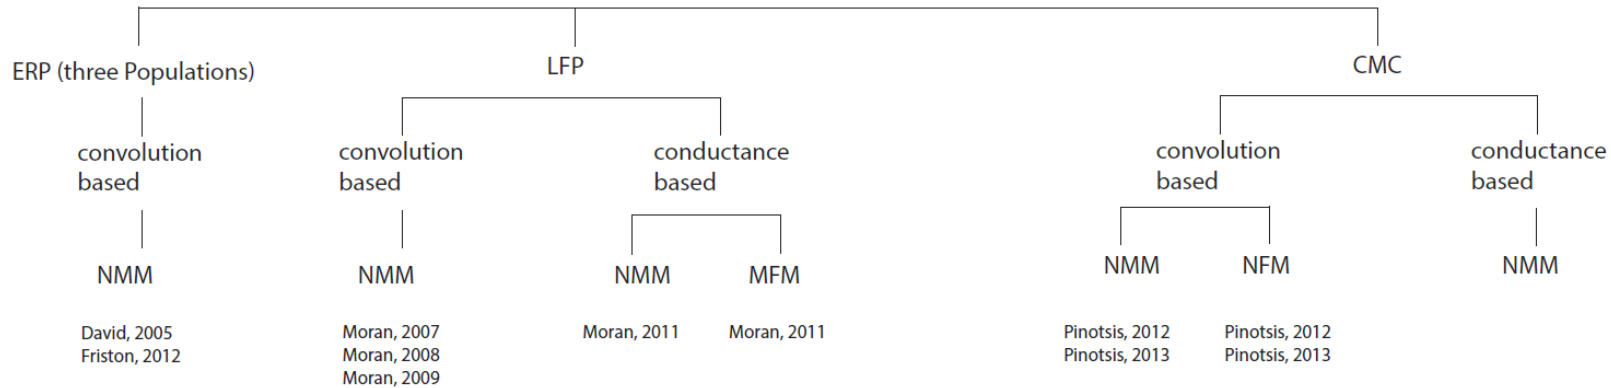 ERP (three Populations)
LFP
CMC
convolution
based
convolution
based
conductance
based
convolution
based
conductance
based
NMM
NMM
NMM
MFM
NMM
NFM
NMM
David, 2005
Friston, 2012
Moran, 2007
Moran, 2008
Moran, 2009
Moran, 2011
Moran, 2011
Pinotsis, 2012
Pinotsis, 2013
Pinotsis, 2012
Pinotsis, 2013